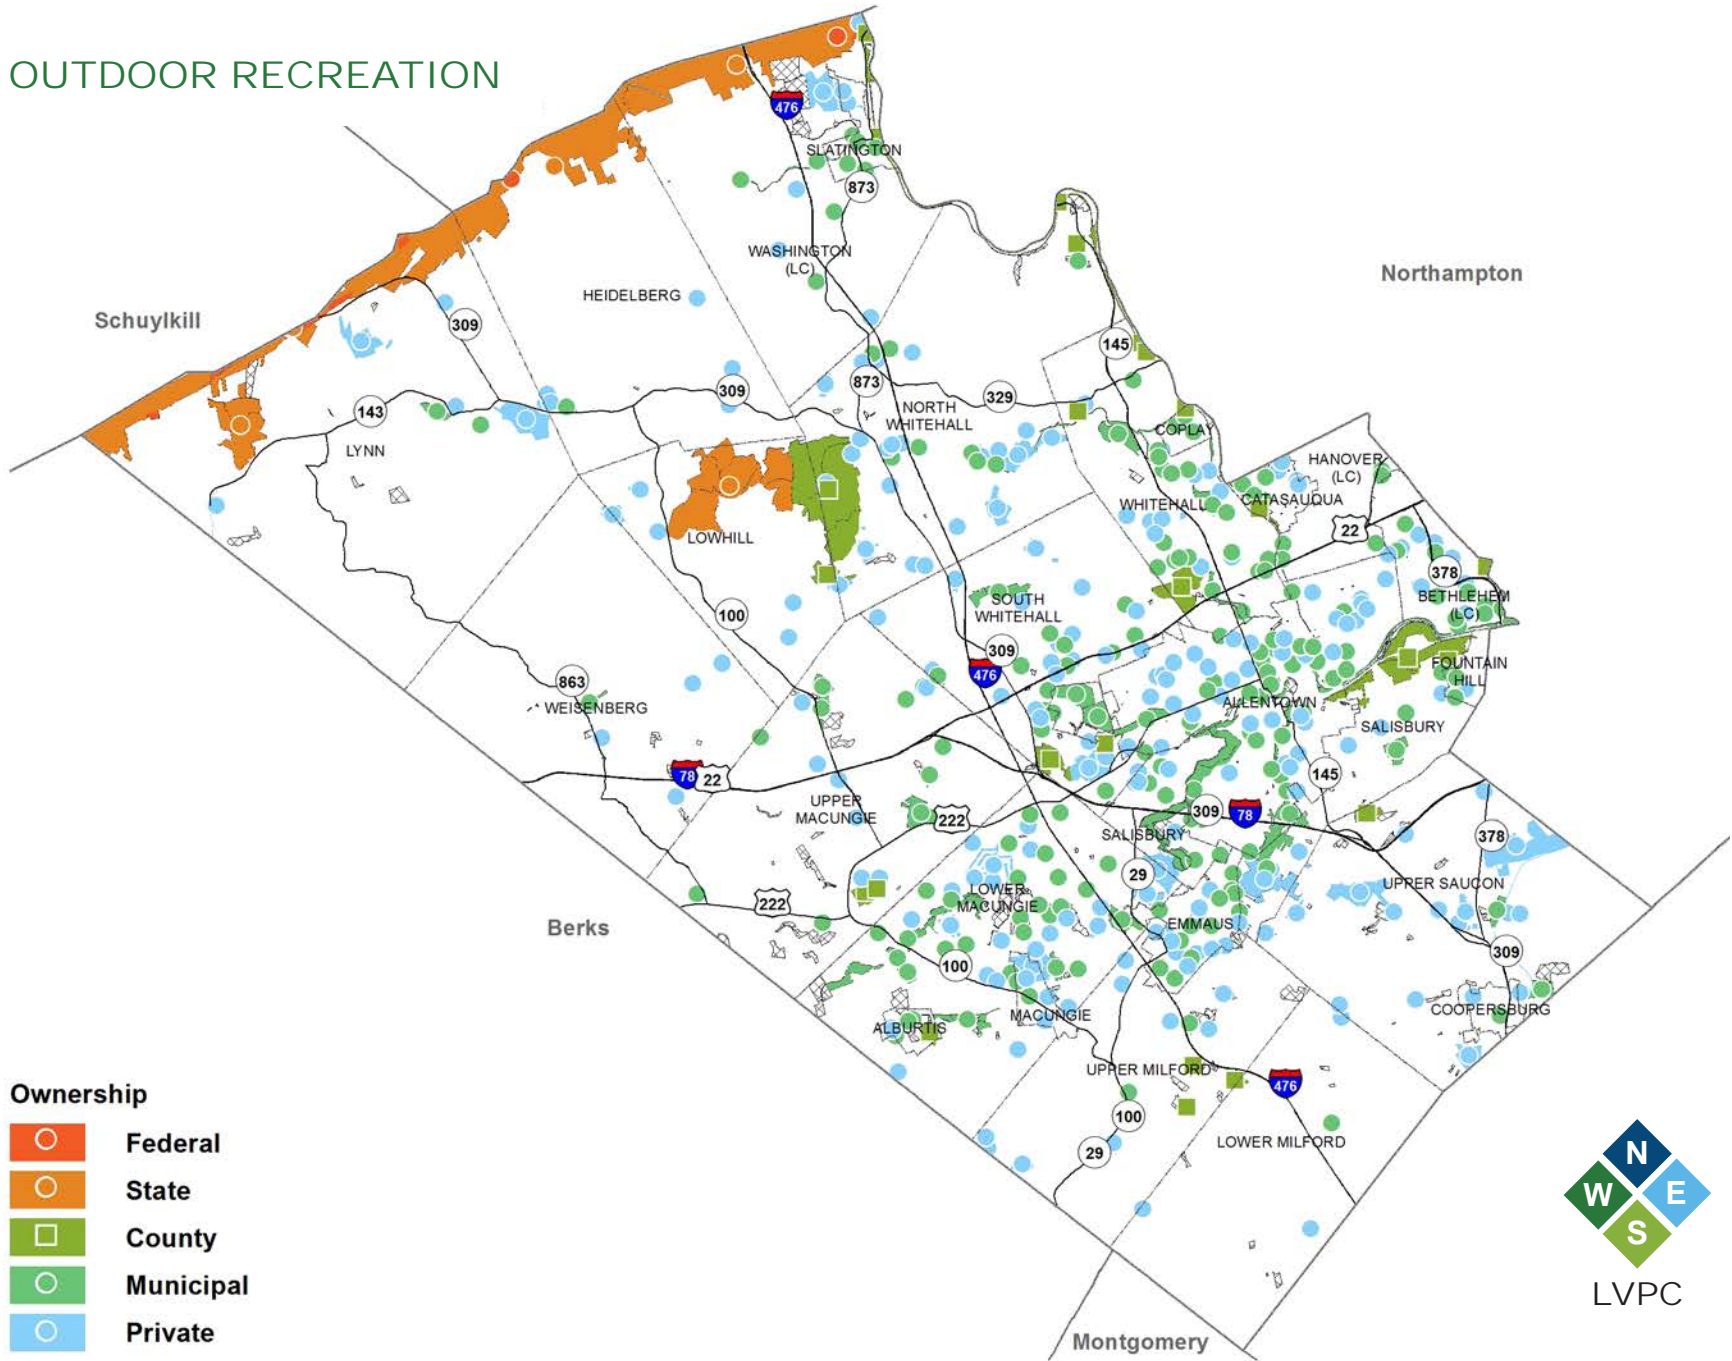 OUTDOOR RECREATION
476
SLATINGTON
873
WASHINGTON
(LC)
HEIDELBERG
Northampton
Schuylkill
309
145
143
309
873
329
NORTH
WHITEHALL
COPLAY
LYNN
HANOVER
(LC)
WHITEHALL
CATASAUQUA
22
LOWHILL
378
BETHLEHEM
(LC)
100
SOUTH
WHITEHALL
309
476
FOUNTAIN
HILL
863
WEISENBERG
ALLENTOWN
SALISBURY
78
22
145
UPPER
MACUNGIE
222
309
78
SALISBURY
378
29
UPPER SAUCON
LOWER
MACUNGIE
222
EMMAUS
Berks
309
100
COOPERSBURG
MACUNGIE
ALBURTIS
UPPER MILFORD
476
100
LOWER MILFORD
29
Montgomery
Ownership
Federal
State
County
Municipal
Private
N
W
E
S
LVPC